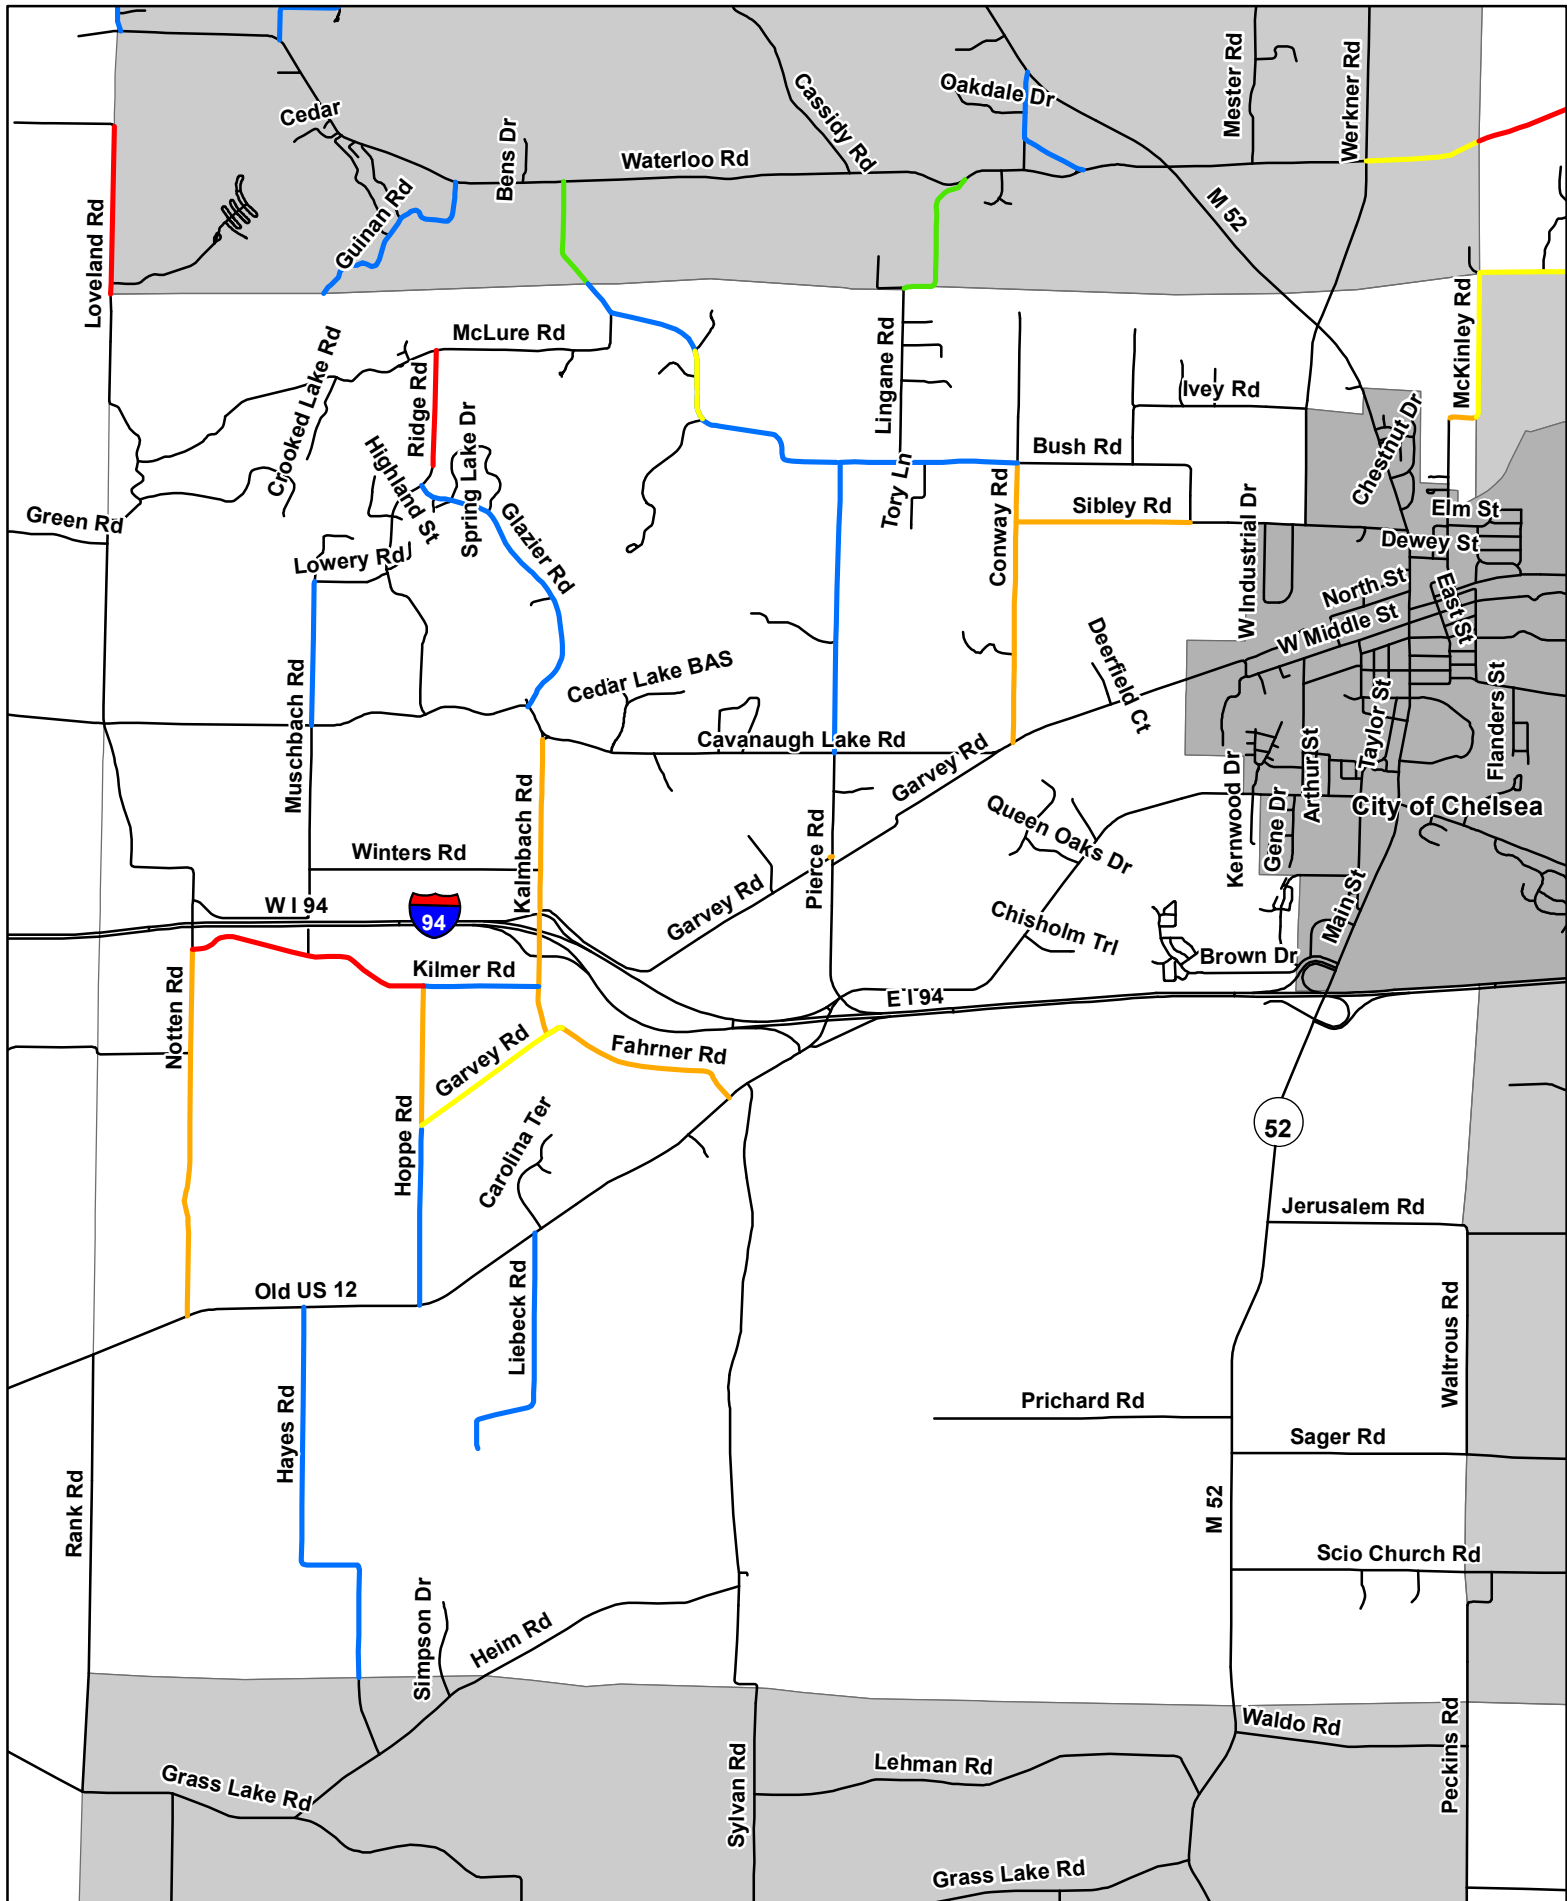 Oakdale Dr
Mester Rd
Werkner Rd
Cedar
Cassidy Rd
Bens Dr
Waterloo Rd
Guinan Rd
M 52
Loveland Rd
McLure Rd
Crooked Lake Rd
Ridge Rd
Lingane Rd
McKinley Rd
Ivey Rd
Spring Lake Dr
Highland St
Bush Rd
Chestnut Dr
Tory Ln
Conway Rd
Sibley Rd
W Industrial Dr
Elm St
Green Rd
Glazier Rd
Dewey St
Lowery Rd
North St
East St
W Middle St
Deerfield Ct
Muschbach Rd
Cedar Lake BAS
Taylor St
Flanders St
Cavanaugh Lake Rd
Garvey Rd
Arthur St
Kernwood Dr
Gene Dr
City of Chelsea
Kalmbach Rd
Queen Oaks Dr
Pierce Rd
Winters Rd
W I 94
94
Garvey Rd
Chisholm Trl
Main St
Brown Dr
Kilmer Rd
E I 94
Notten Rd
Garvey Rd
Fahrner Rd
Hoppe Rd
Carolina Ter
52
Jerusalem Rd
Old US 12
Liebeck Rd
Waltrous Rd
Hayes Rd
Prichard Rd
Sager Rd
Rank Rd
M 52
Scio Church Rd
Simpson Dr
Heim Rd
Waldo Rd
Peckins Rd
Grass Lake Rd
Sylvan Rd
Lehman Rd
Grass Lake Rd